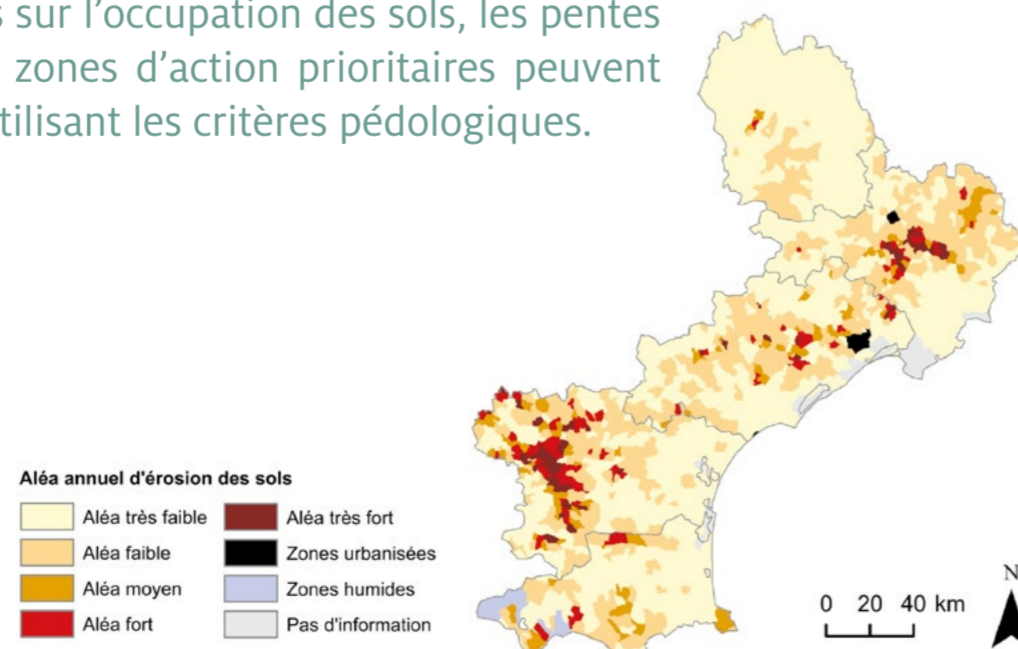 s sur l’occupation des sols, les pentes
zones d’action prioritaires peuvent
tilisant les critères pédologiques.
Aléa annuel d'érosion des sols
Aléa très faible
Aléa faible
Aléa moyen
Aléa fort
Aléa très fort
Zones urbanisées
Zones humides
Pas d'information
0 20 40 km
N